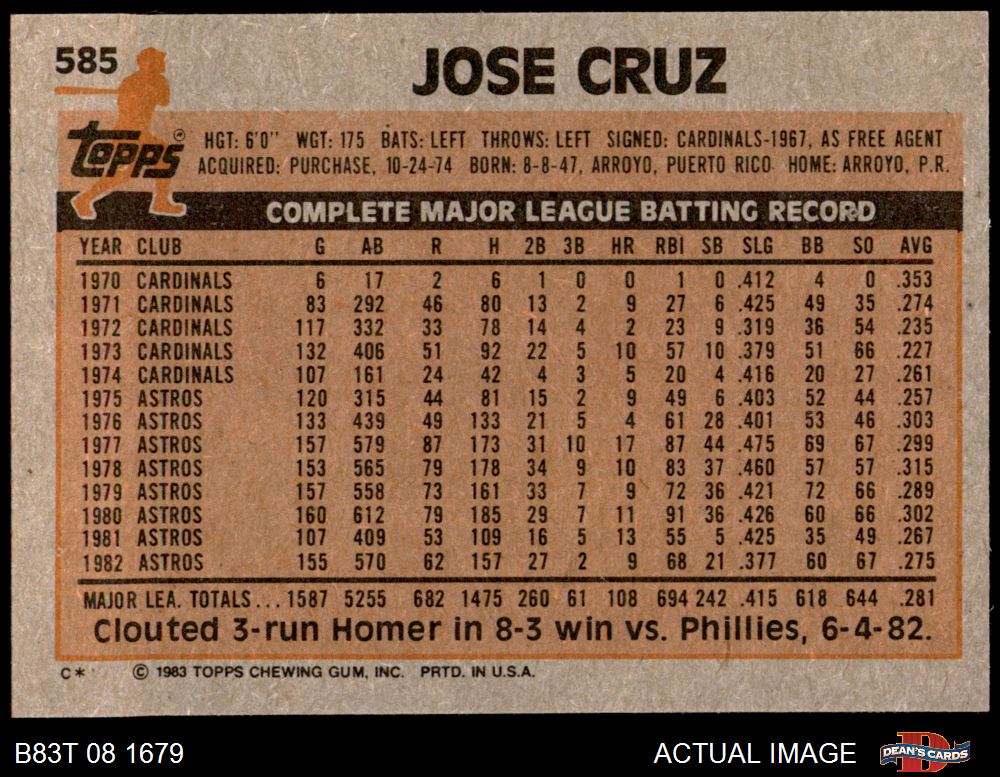 585
JOSE CRUZ
Topps
HGT: 6'0" WGT: 175 BATS: LEFT THROWS: LEFT SIGNED: CARDINALS-1967, AS FREE AGENT
ACQUIRED: PURCHASE, 10-24-74 BORN: 8-8-47, ARROYO, PUERTO RICO HOME: ARROYO, P.R.
COMPLETE MAJOR LEAGUE BATTING RECORD
YEAR CLUB G AB R H 2B 3B HR RBI SB SLG BB SO AVG
1970 CARDINALS 6 17 2 6 1 0 0 1 0 .412 4 0 .353
1971 CARDINALS 83 292 46 80 13 2 9 27 6 .425 49 35 .274
1972 CARDINALS 117 332 33 78 14 4 2 23 9 .319 36 54 .235
1973 CARDINALS 132 406 51 92 22 5 10 57 10 .379 51 66 .227
1974 CARDINALS 107 161 24 42 4 3 5 20 4 .416 20 27 .261
1975 ASTROS 120 315 44 81 15 2 9 49 6 .403 52 44 .257
1976 ASTROS 133 439 49 133 21 5 4 61 28 .401 53 46 .303
1977 ASTROS 157 579 87 173 31 10 17 87 44 .475 69 67 .299
1978 ASTROS 153 565 79 178 34 9 10 83 37 .460 57 57 .315
1979 ASTROS 157 558 73 161 33 7 9 72 36 .421 72 66 .289
1980 ASTROS 160 612 79 185 29 7 11 91 36 .426 60 66 .302
1981 ASTROS 107 409 53 109 16 5 13 55 5 .425 35 49 .267
1982 ASTROS 155 570 62 157 27 2 9 68 21 .377 60 67 .275
MAJOR LEA. TOTALS... 1587 5255 682 1475 260 61 108 694 242 .415 618 644 .281
Clouted 3-run Homer in 8-3 win vs. Phillies, 6-4-82.
C* © 1983 TOPPS CHEWING GUM, INC. PRTD. IN U.S.A.
B83T 08 1679 ACTUAL IMAGE DEAN'S CARDS